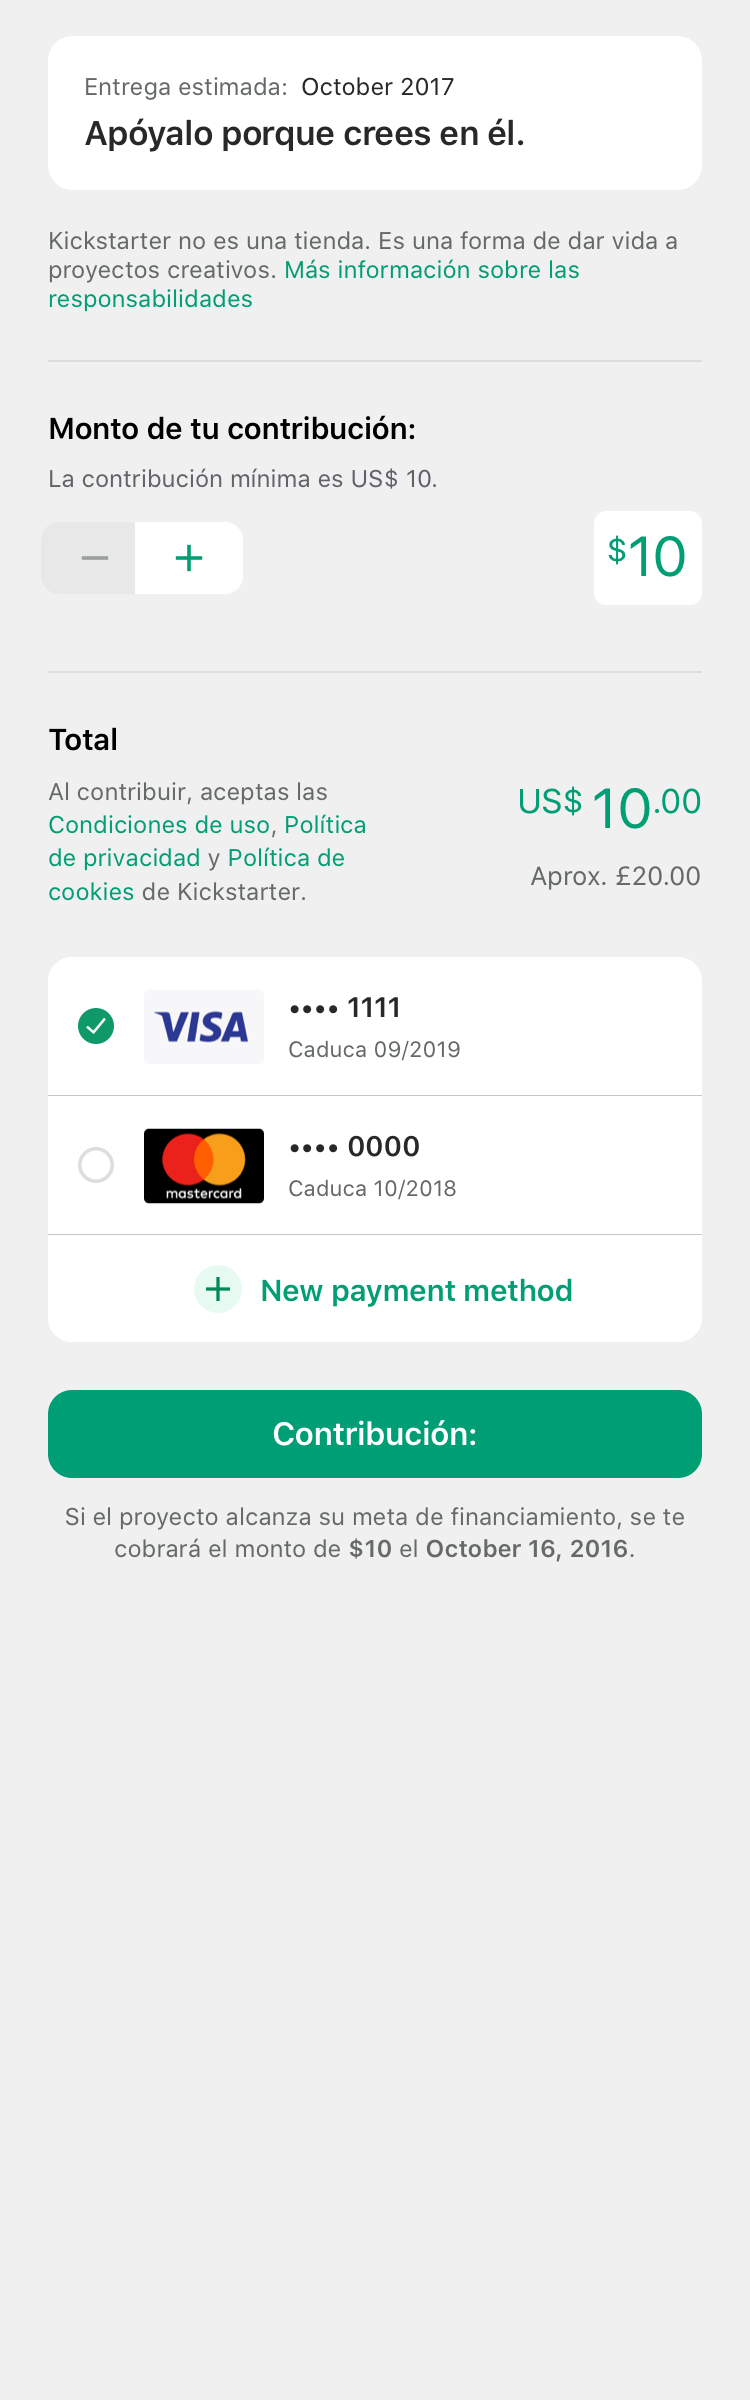 Entrega estimada: October 2017
Apóyalo porque crees en él.
Kickstarter no es una tienda. Es una forma de dar vida a
proyectos creativos. Más información sobre las
responsabilidades
Monto de tu contribución:
La contribución mínima es US$ 10.
$10
Total
Al contribuir, aceptas las
Condiciones de uso, Política
de privacidad y Política de
cookies de Kickstarter.
US$ 10.00
Aprox. £20.00
VISA
•••• 1111
Caduca 09/2019
mastercard
•••• 0000
Caduca 10/2018
New payment method
Contribución:
Si el proyecto alcanza su meta de financiamiento, se te
cobrará el monto de $10 el October 16, 2016.